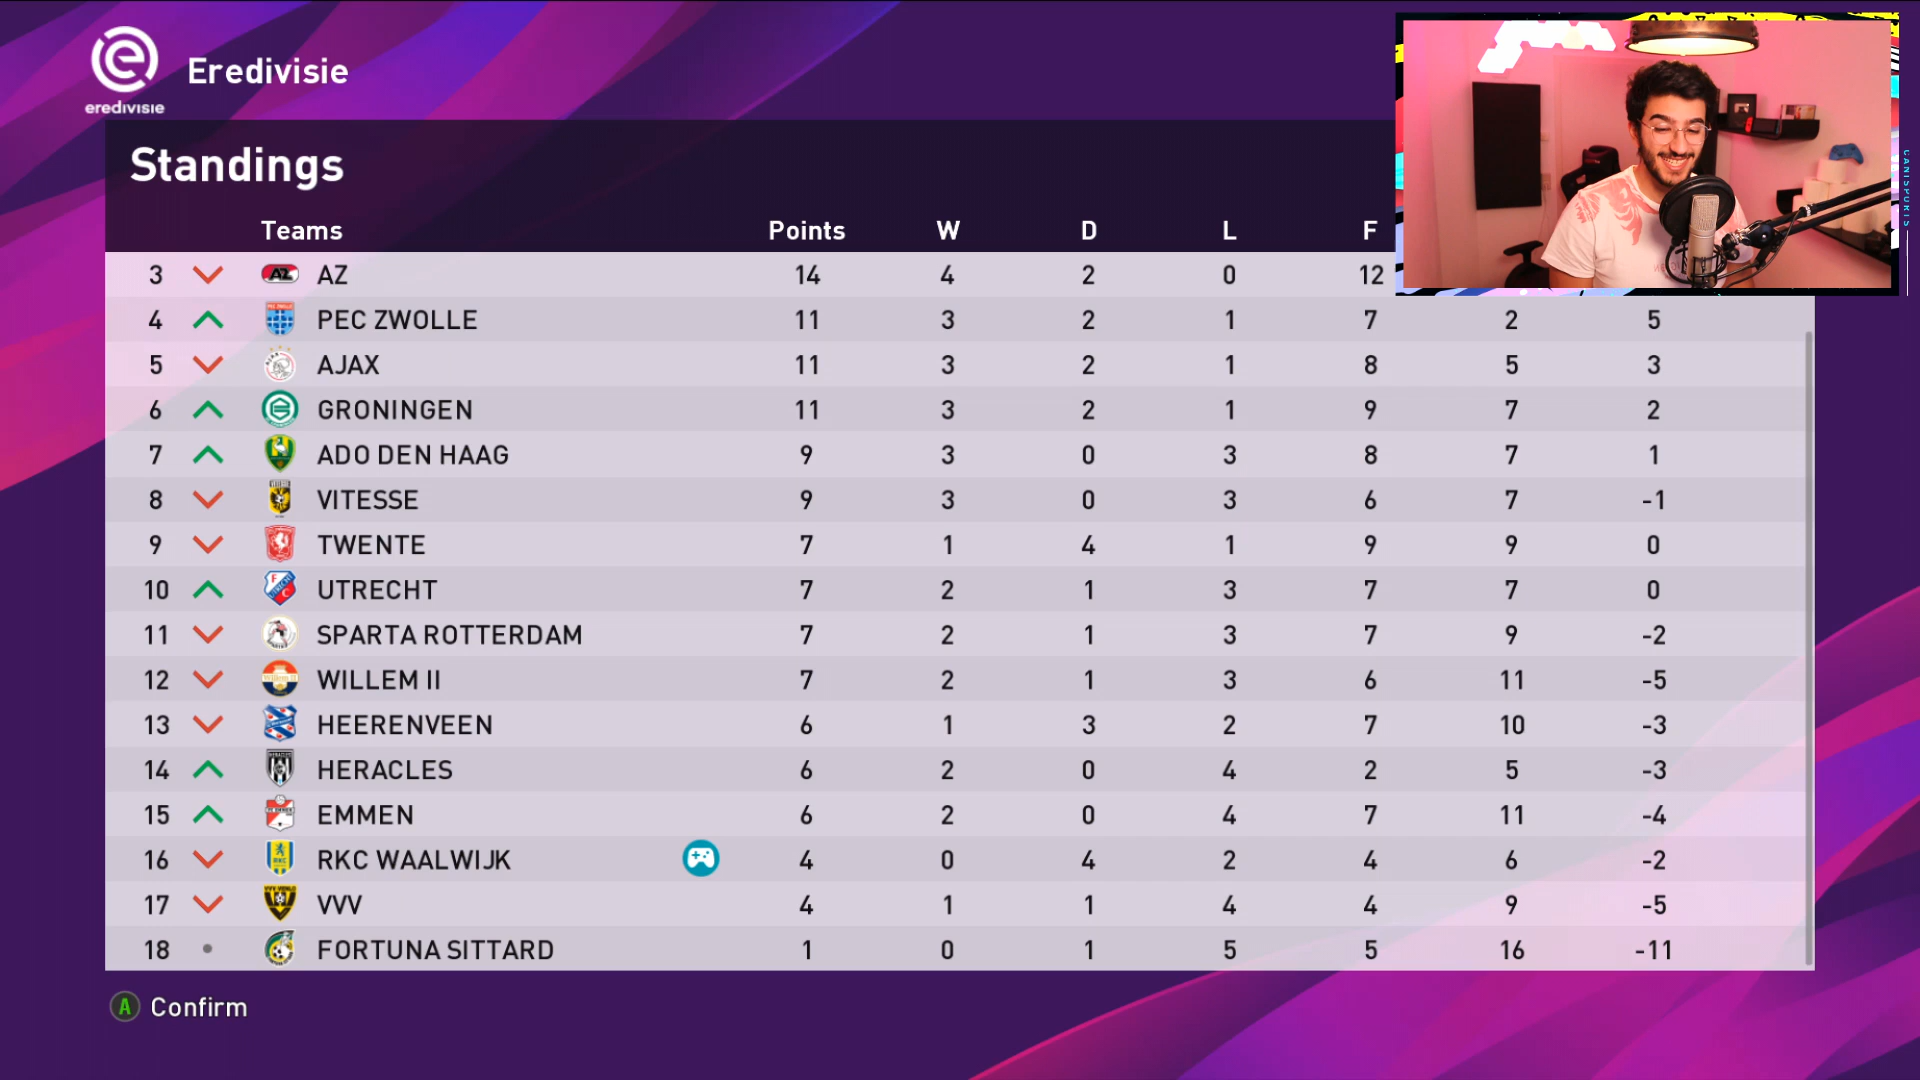 eredivisie
Eredivisie
Standings
Teams Points W D L F
3 AZ AZ 14 4 2 0 12
4 PEC ZWOLLE 11 3 2 1 7 2 5
5 AJAX 11 3 2 1 8 5 3
6 GRONINGEN 11 3 2 1 9 7 2
7 ADO DEN HAAG 9 3 0 3 8 7 1
8 VITESSE 9 3 0 3 6 7 -1
9 TWENTE 7 1 4 1 9 9 0
10 UTRECHT 7 2 1 3 7 7 0
11 SPARTA ROTTERDAM 7 2 1 3 7 9 -2
12 WILLEM II 7 2 1 3 6 11 -5
13 HEERENVEEN 6 1 3 2 7 10 -3
14 HERACLES 6 2 0 4 2 5 -3
15 EMMEN 6 2 0 4 7 11 -4
16 RKC WAALWIJK 4 0 4 2 4 6 -2
17 VVV 4 1 1 4 4 9 -5
18 FORTUNA SITTARD 1 0 1 5 5 16 -11
A Confirm